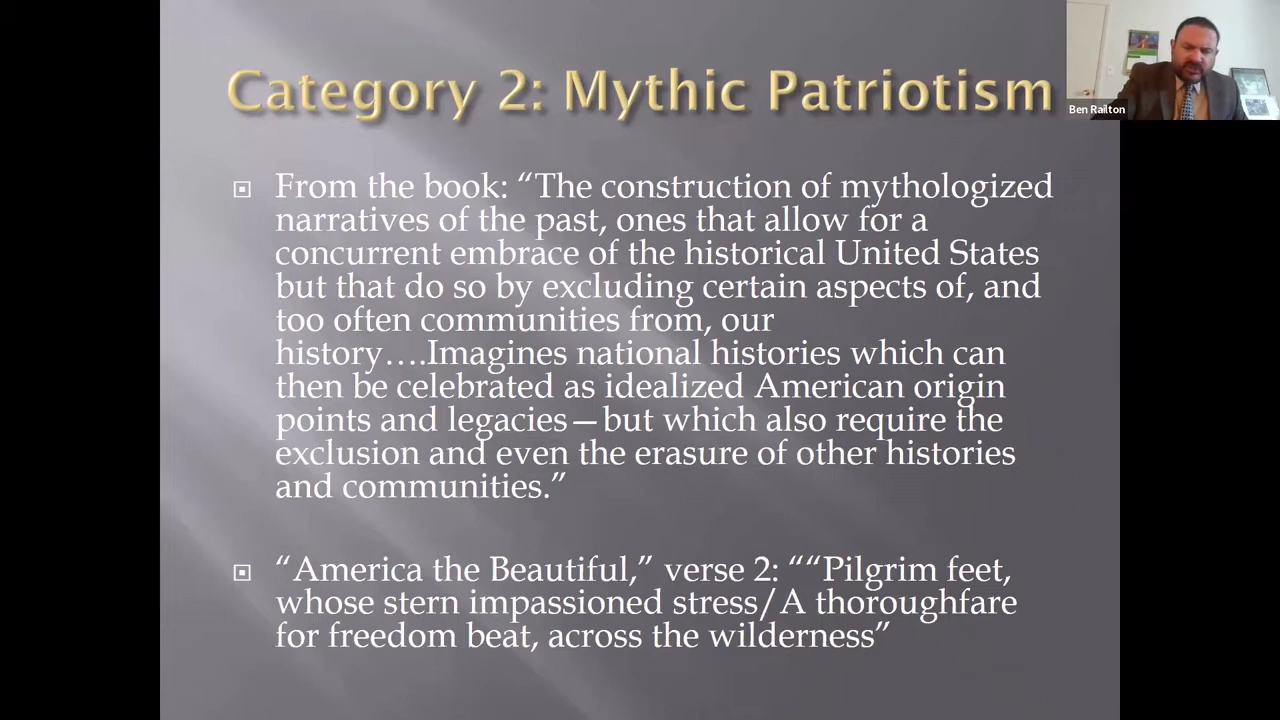 Category 2: Mythic Patriotism
Ben Railton
From the book: “The construction of mythologized
narratives of the past, ones that allow for a
concurrent embrace of the historical United States
but that do so by excluding certain aspects of, and
too often communities from, our
history….Imagines national histories which can
then be celebrated as idealized American origin
points and legacies—but which also require the
exclusion and even the erasure of other histories
and communities.”
“America the Beautiful,” verse 2: ““Pilgrim feet,
whose stern impassioned stress/A thoroughfare
for freedom beat, across the wilderness”